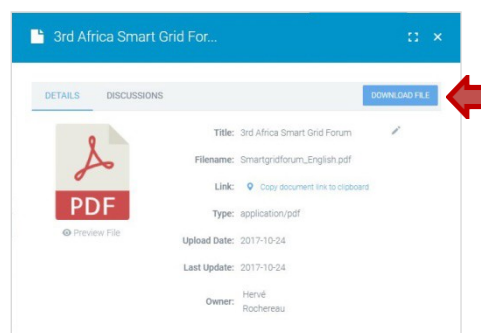 3rd Africa Smart Grid For...
DETAILS DISCUSSIONS DOWNLOAD FILE
PDF
Preview File
Title: 3rd Africa Smart Grid Forum
Filename: Smartgridforum_English.pdf
Link: Copy document link to clipboard
Type: application/pdf
Upload Date: 2017-10-24
Last Update: 2017-10-24
Owner: Hervé
Rochereau